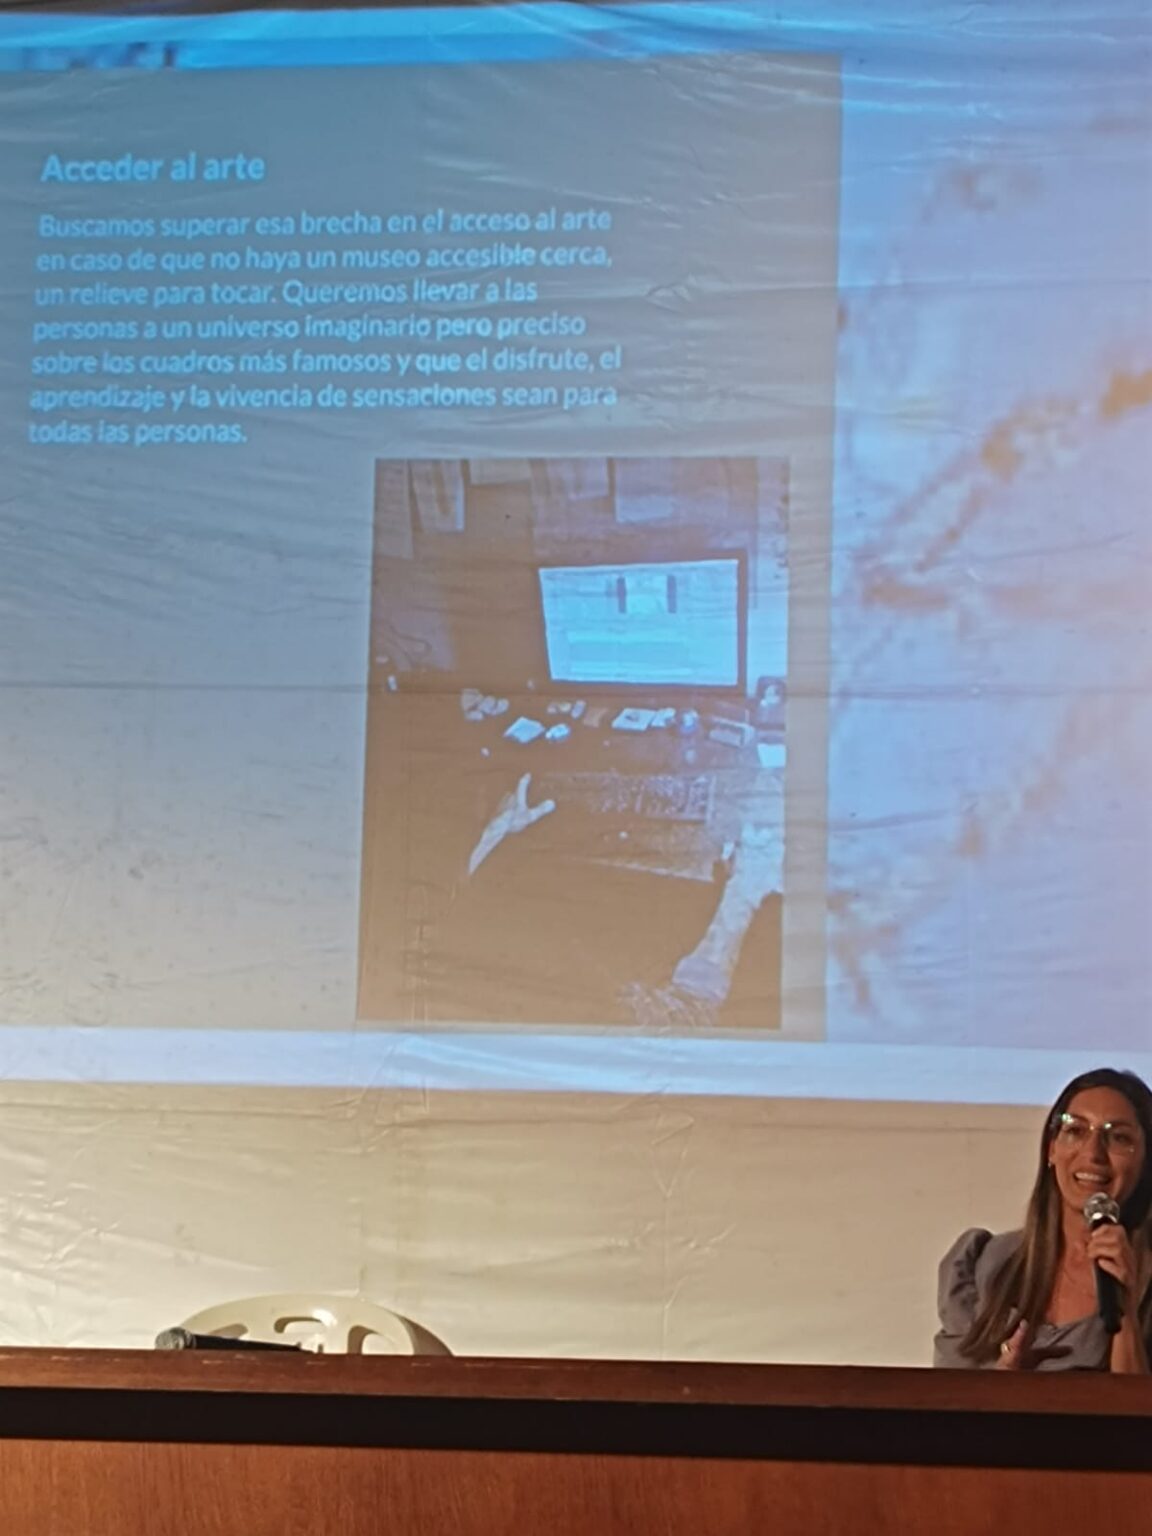 Acceder al arte
Buscamos superar esa brecha en el acceso al arte
en caso de que no haya un museo accesible cerca,
un relieve para tocar. Queremos llevar a las
personas a un universo imaginario pero preciso
sobre los cuadros más famosos y que el disfrute, el
aprendizaje y la vivencia de sensaciones sean para
todas las personas.